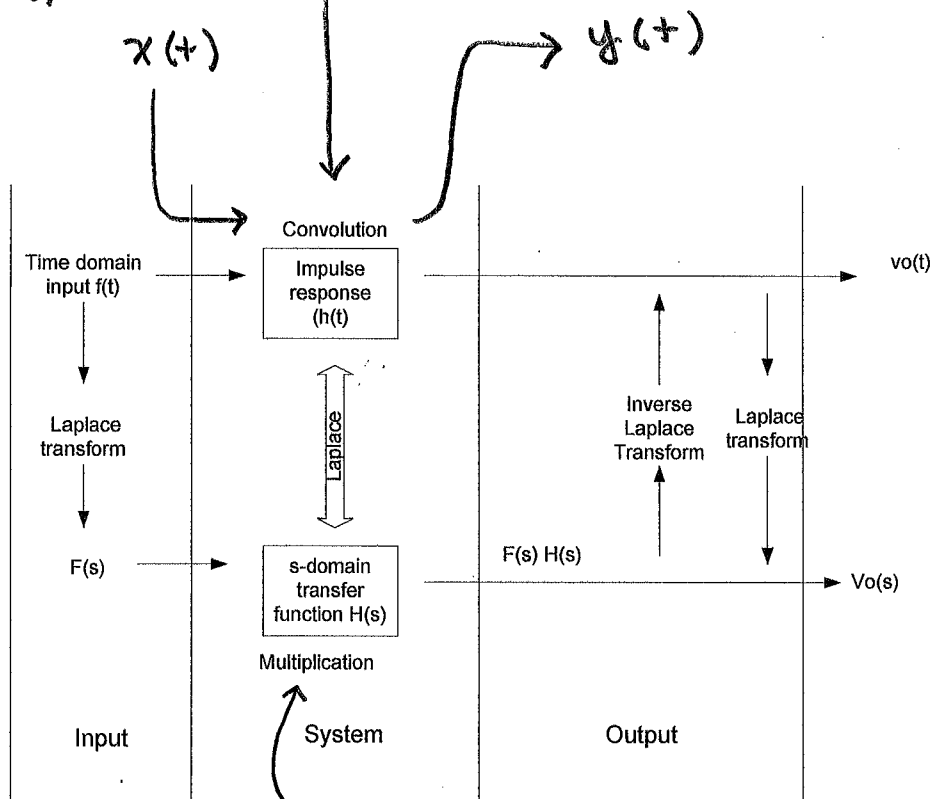 x(t)
y(t)
Convolution
Time domain
input f(t)
Impulse
response
(h(t)
vo(t)
Laplace
transform
Laplace
Inverse
Laplace
Transform
Laplace
transform
F(s)
s-domain
transfer
function H(s)
F(s) H(s)
Vo(s)
Multiplication
Input
System
Output